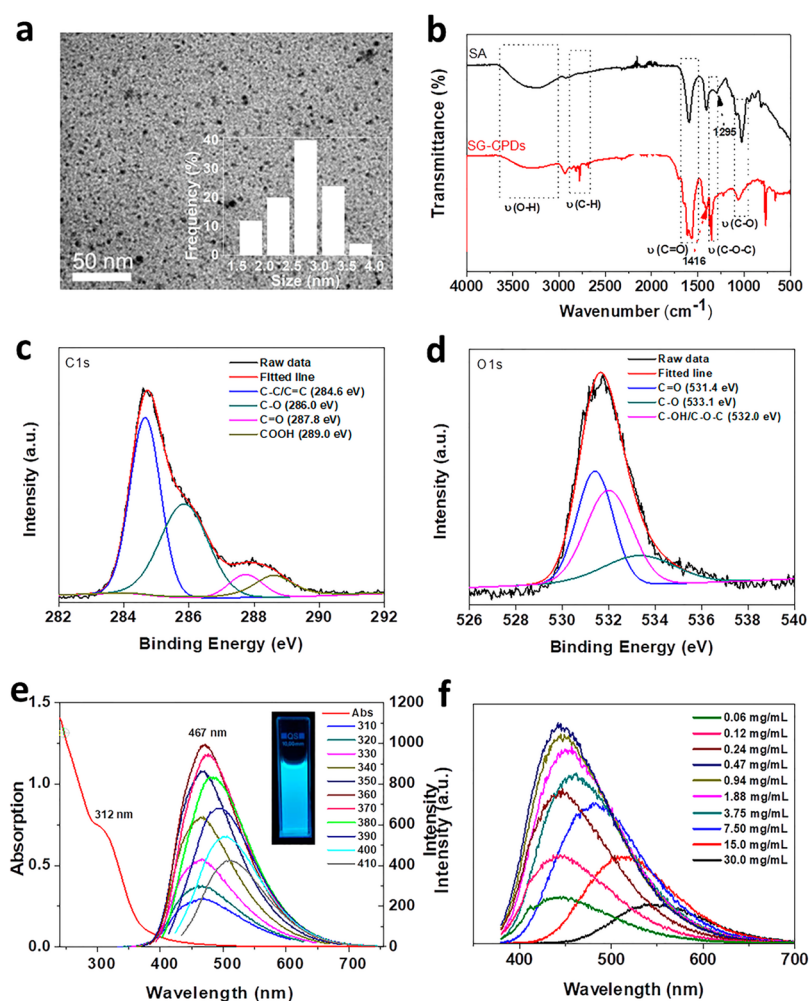 a
50 nm
Frequency (%)
40
30
20
10
0
1.5 2.0 2.5 3.0 3.5 4.0
Size (nm)
b
SA
SG-CPDs
1295
υ (O-H)
υ (C-H)
υ (C=O)
1416
υ (C-O-C)
υ (C-O)
Transmittance (%)
4000 3500 3000 2500 2000 1500 1000 500
Wavenumber (cm-1)
c
C1s
Raw data
Fitted line
C-C/C=C (284.6 eV)
C-O (286.0 eV)
C=O (287.8 eV)
COOH (289.0 eV)
Intensity (a.u.)
282 284 286 288 290 292
Binding Energy (eV)
d
O1s
Raw data
Fitted line
C=O (531.4 eV)
C-O (533.1 eV)
C-OH/C-O-C (532.0 eV)
Intensity (a.u.)
526 528 530 532 534 536 538 540
Binding Energy (eV)
e
467 nm
312 nm
Abs
310
320
330
340
350
360
370
380
390
400
410
Absorption
1.5
1.0
0.5
0.0
1200
1000
800
600
400
200
0
Intensity
300 400 500 600 700
Wavelength (nm)
f
0.06 mg/mL
0.12 mg/mL
0.24 mg/mL
0.47 mg/mL
0.94 mg/mL
1.88 mg/mL
3.75 mg/mL
7.50 mg/mL
15.0 mg/mL
30.0 mg/mL
Intensity (a.u.)
400 500 600 700
Wavelength (nm)